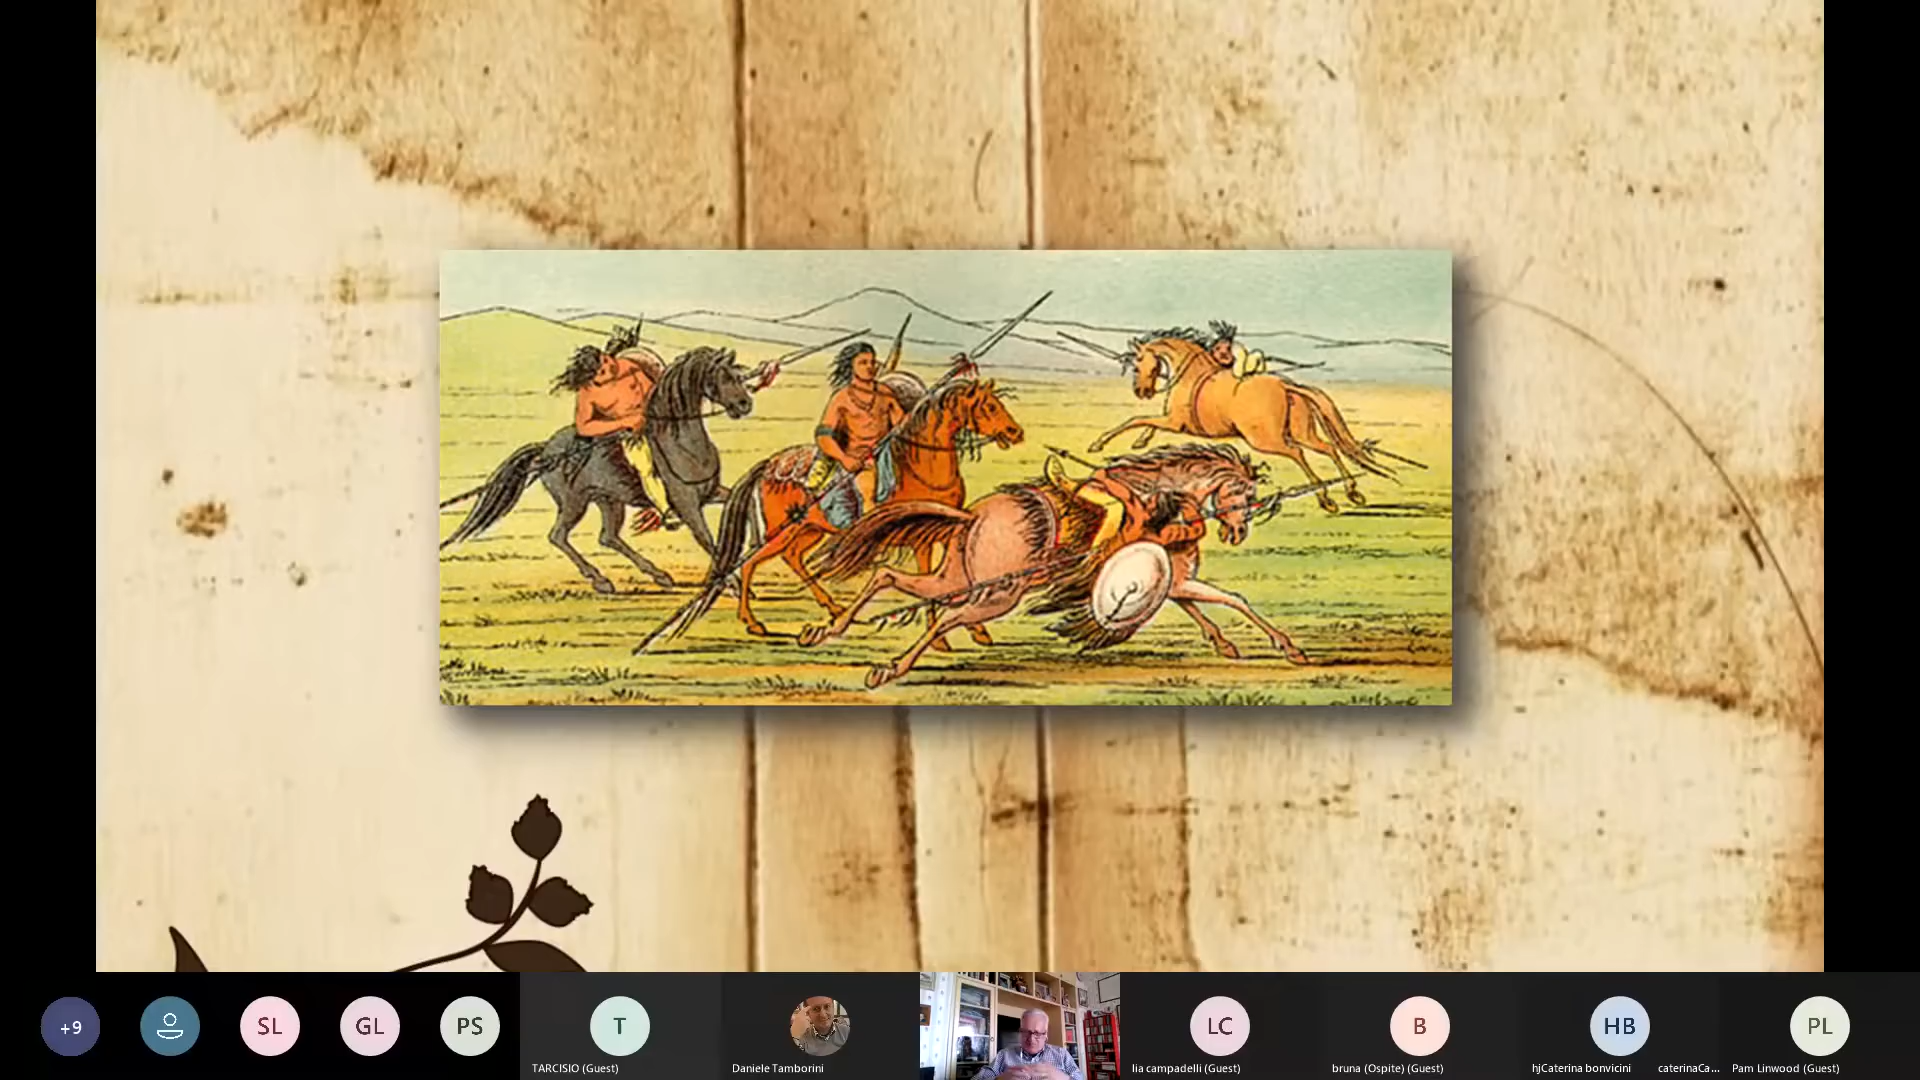 +9
SL
GL
PS
T
TARCISIO (Guest)
Daniele Tamborini
LC
lia campadelli (Guest)
B
bruna (Ospite) (Guest)
HB
hjCaterina bonvicini
caterinaCa...
PL
Pam Linwood (Guest)